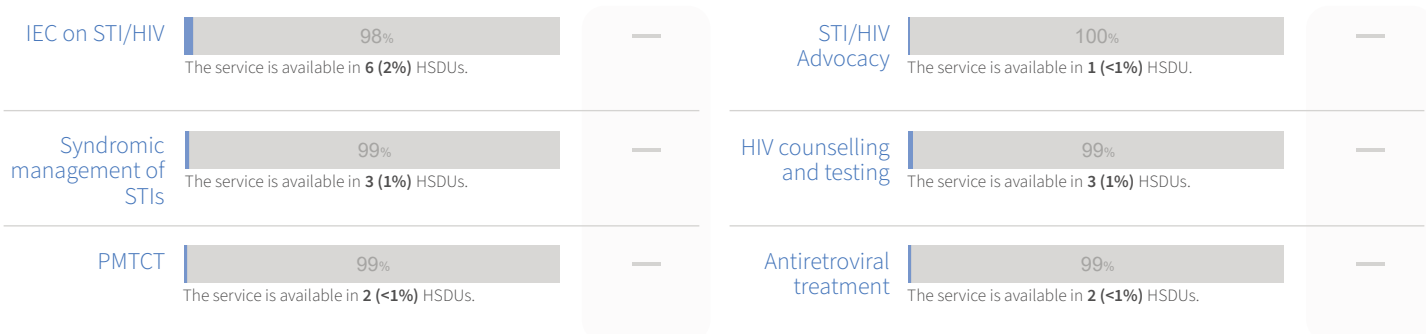 IEC on STI/HIV
98%
The service is available in 6 (2%) HSDUs.
Syndromic
management of
STIs
99%
The service is available in 3 (1%) HSDUs.
PMTCT
99%
The service is available in 2 (<1%) HSDUs.
STI/HIV
Advocacy
100%
The service is available in 1 (<1%) HSDU.
HIV counselling
and testing
99%
The service is available in 3 (1%) HSDUs.
Antiretroviral
treatment
99%
The service is available in 2 (<1%) HSDUs.